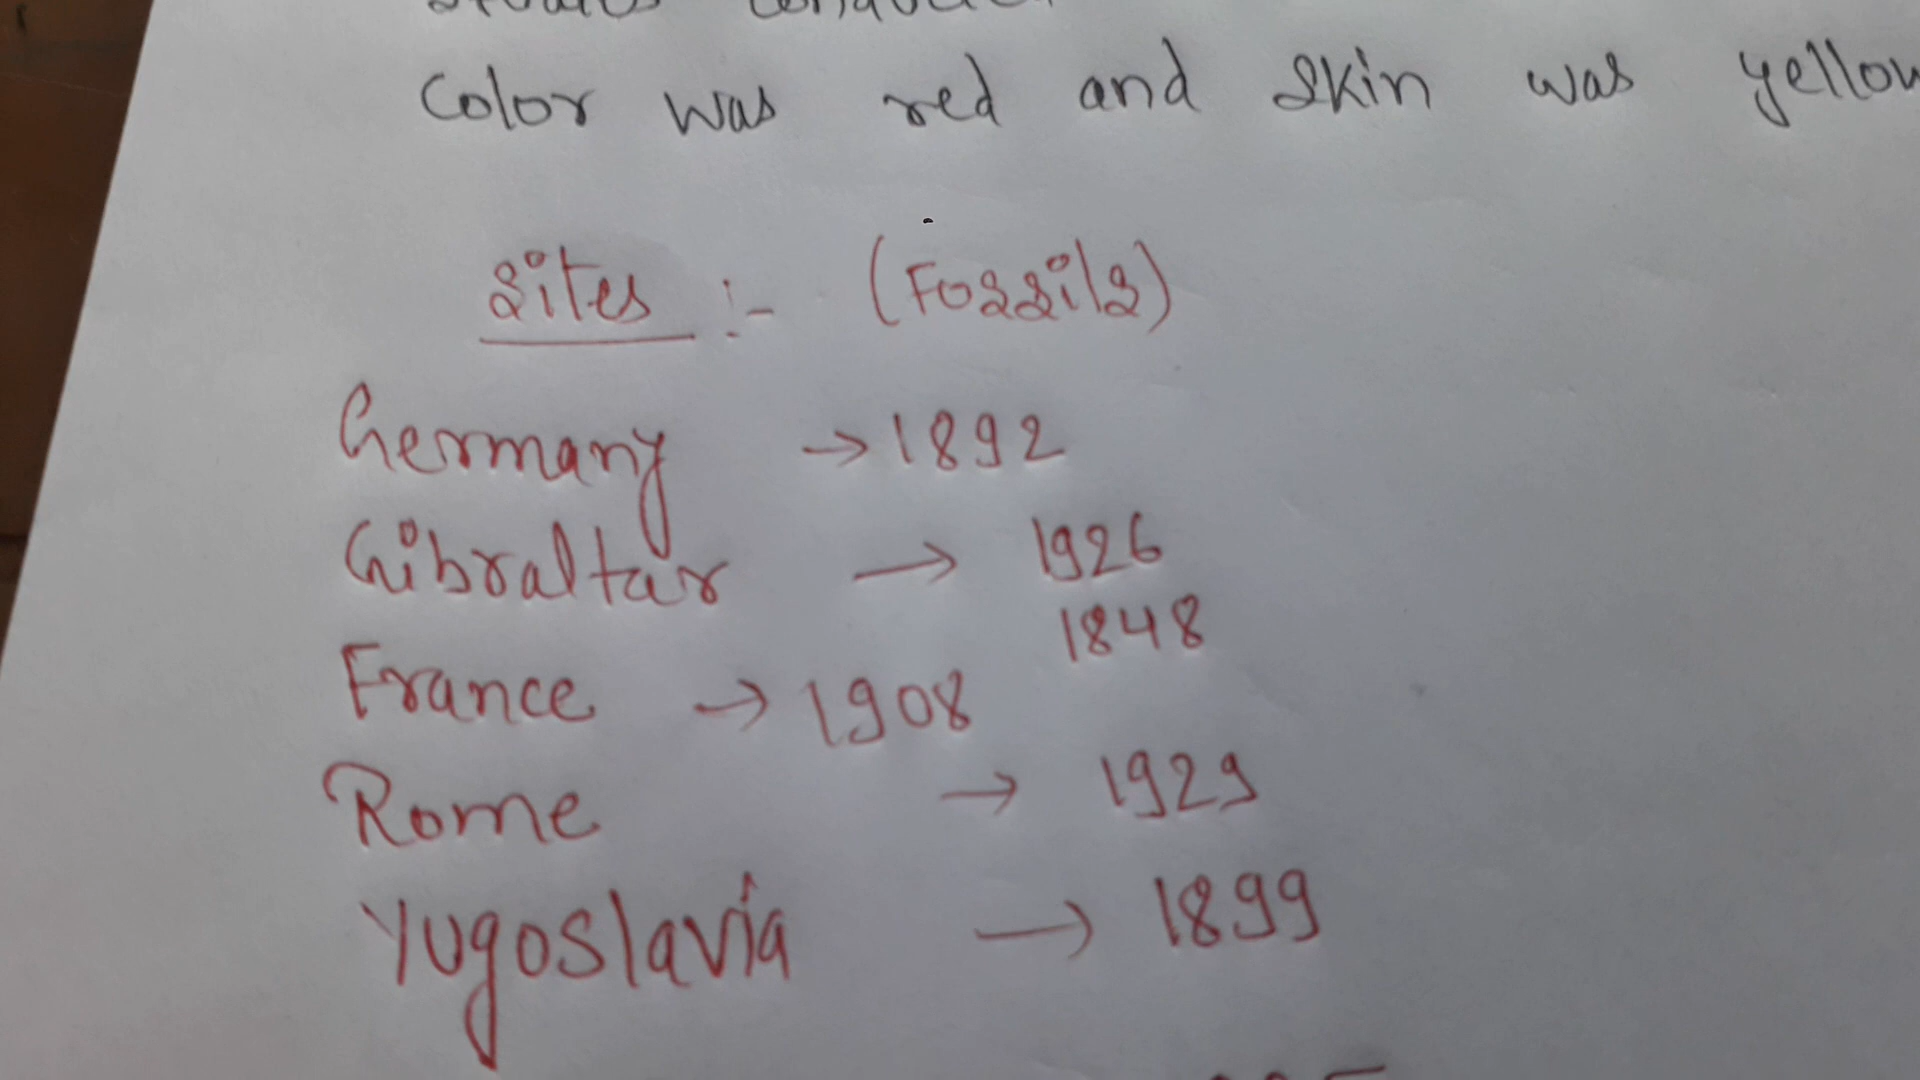 Color was red and skin was yellow
Sites :- (Fossils)
Germany → 1892
Gibraltar → 1926
1848
France → 1908
Rome → 1929
Yugoslavia → 1899